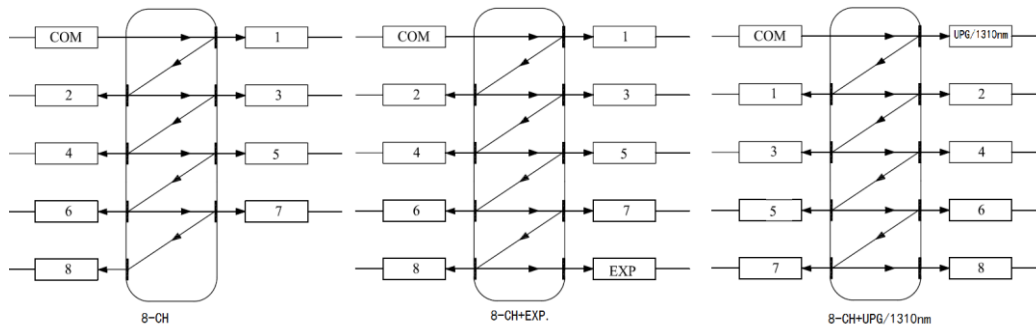 COM 1 COM 1 COM UPG/1310nm
2 3 2 3 1 2
4 5 4 5 3 4
6 7 6 7 5 6
8 8 EXP 7 8
8-CH 8-CH+EXP. 8-CH+UPG/1310nm